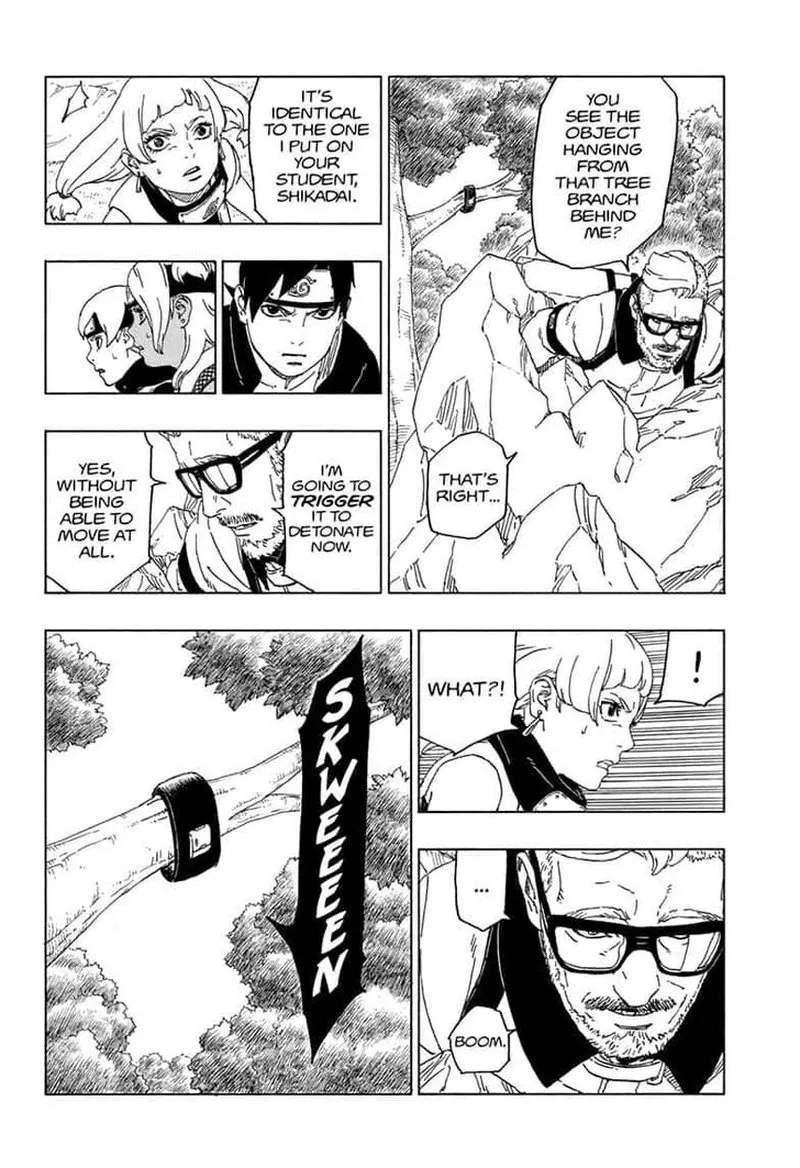 YOU
SEE THE
OBJECT
HANGING
FROM
THAT TREE
BRANCH
BEHIND
ME?
THAT'S
RIGHT...
IT'S
IDENTICAL
TO THE ONE
I PUT ON
YOUR
STUDENT,
SHIKADAI.
I'M
GOING TO
TRIGGER
IT TO
DETONATE
NOW.
YES,
WITHOUT
BEING
ABLE TO
MOVE AT
ALL.
!
WHAT?!
...
BOOM.
SKWEEEEN